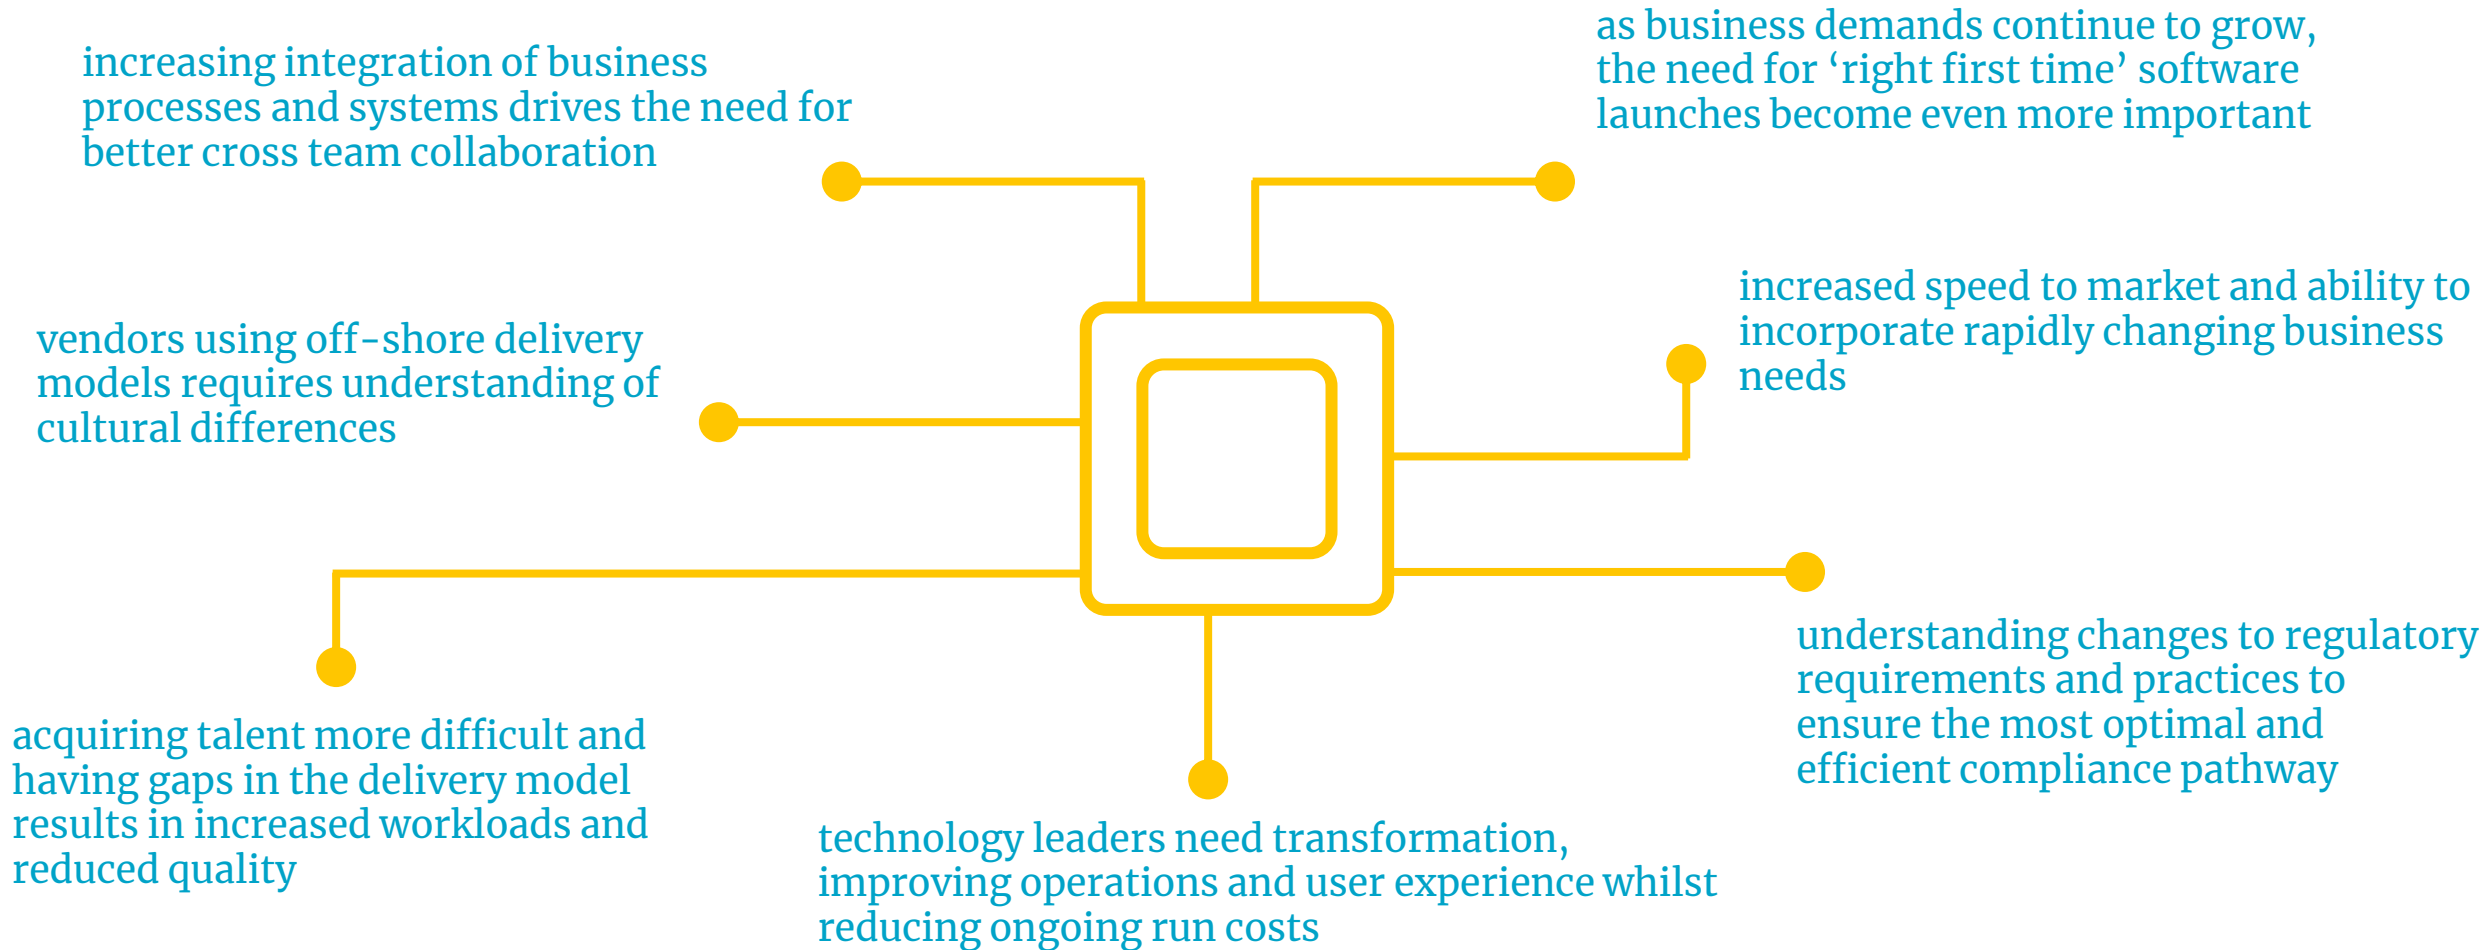 increasing integration of business
processes and systems drives the need for
better cross team collaboration
as business demands continue to grow,
the need for ‘right first time’ software
launches become even more important
vendors using off-shore delivery
models requires understanding of
cultural differences
increased speed to market and ability to
incorporate rapidly changing business
needs
acquiring talent more difficult and
having gaps in the delivery model
results in increased workloads and
reduced quality
technology leaders need transformation,
improving operations and user experience whilst
reducing ongoing run costs
understanding changes to regulatory
requirements and practices to
ensure the most optimal and
efficient compliance pathway